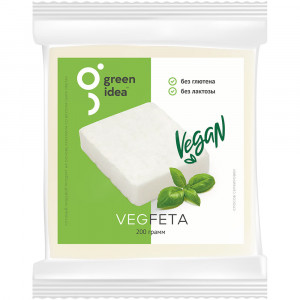 green
idea
без глютена
без лактозы
Vegan
VEGFETA
200 грамм